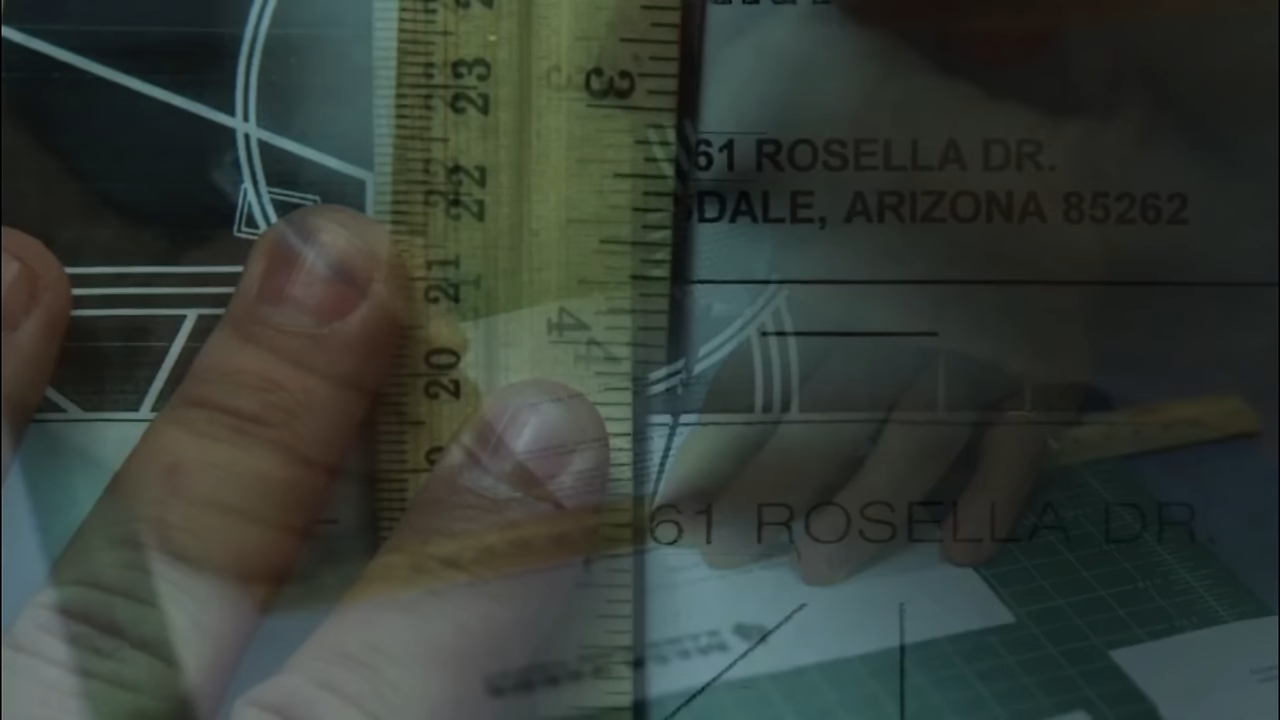 3
23
22
21
4
20
61 ROSELLA DR.
DALE, ARIZONA 85262
61 ROSELLA DR.